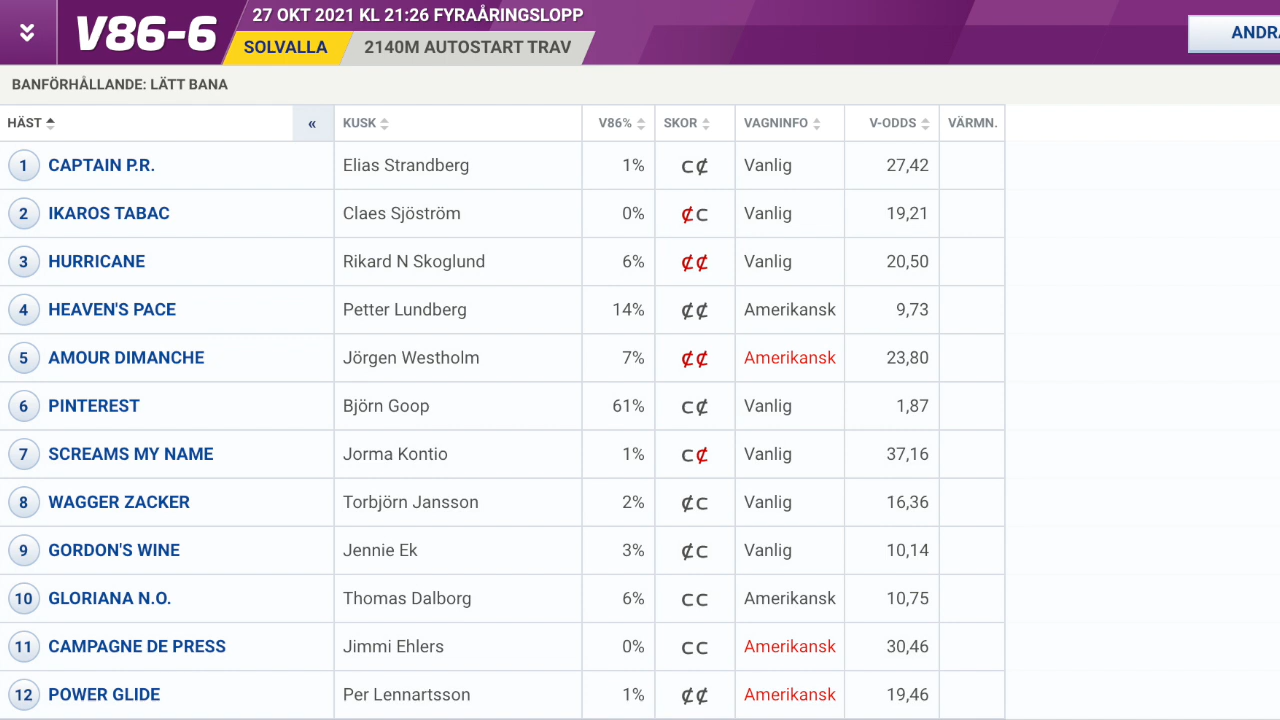 V86-6
27 OKT 2021 KL 21:26 FYRAÅRINGSLOPP
SOLVALLA 2140M AUTOSTART TRAV
ANDRA
BANFÖRHÅLLANDE: LÄTT BANA
HÄST « KUSK V86% SKOR VAGNINFO V-ODDS VÄRMN.
1 CAPTAIN P.R. Elias Strandberg 1% C₵ Vanlig 27,42
2 IKAROS TABAC Claes Sjöström 0% ₵C Vanlig 19,21
3 HURRICANE Rikard N Skoglund 6% ₵₵ Vanlig 20,50
4 HEAVEN'S PACE Petter Lundberg 14% ₵₵ Amerikansk 9,73
5 AMOUR DIMANCHE Jörgen Westholm 7% ₵₵ Amerikansk 23,80
6 PINTEREST Björn Goop 61% C₵ Vanlig 1,87
7 SCREAMS MY NAME Jorma Kontio 1% C₵ Vanlig 37,16
8 WAGGER ZACKER Torbjörn Jansson 2% ₵C Vanlig 16,36
9 GORDON'S WINE Jennie Ek 3% ₵C Vanlig 10,14
10 GLORIANA N.O. Thomas Dalborg 6% CC Amerikansk 10,75
11 CAMPAGNE DE PRESS Jimmi Ehlers 0% CC Amerikansk 30,46
12 POWER GLIDE Per Lennartsson 1% ₵₵ Amerikansk 19,46